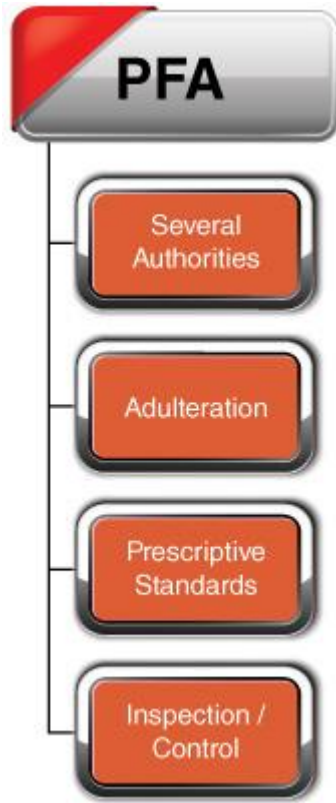 PFA
Several
Authorities
Adulteration
Prescriptive
Standards
Inspection /
Control